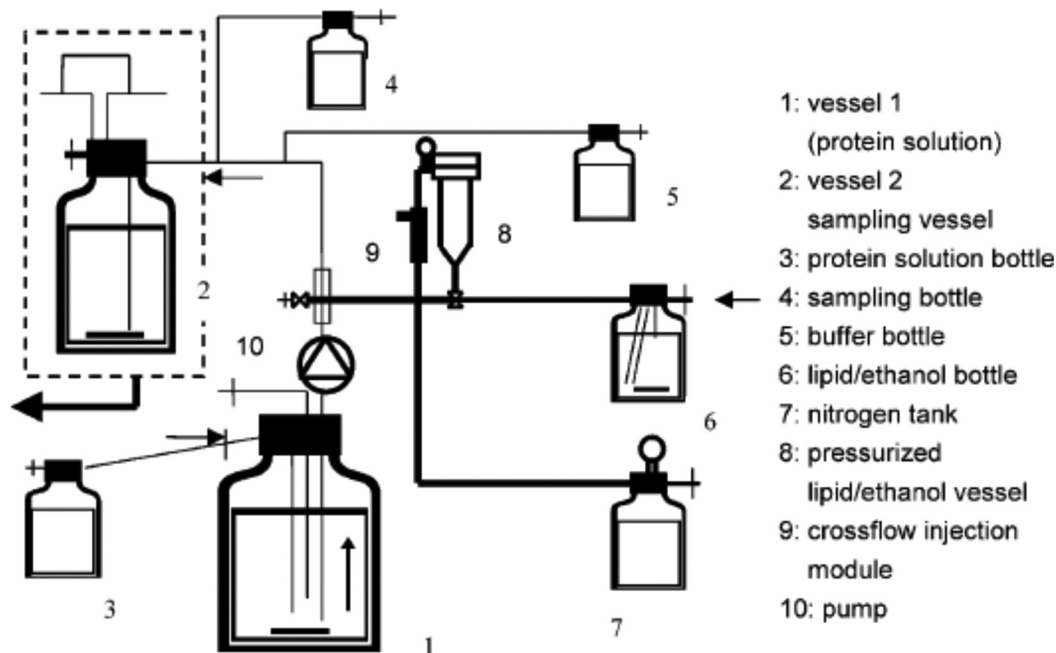 4
5
9
8
2
10
6
3
1
7
1: vessel 1
(protein solution)
2: vessel 2
sampling vessel
3: protein solution bottle
4: sampling bottle
5: buffer bottle
6: lipid/ethanol bottle
7: nitrogen tank
8: pressurized
lipid/ethanol vessel
9: crossflow injection
module
10: pump